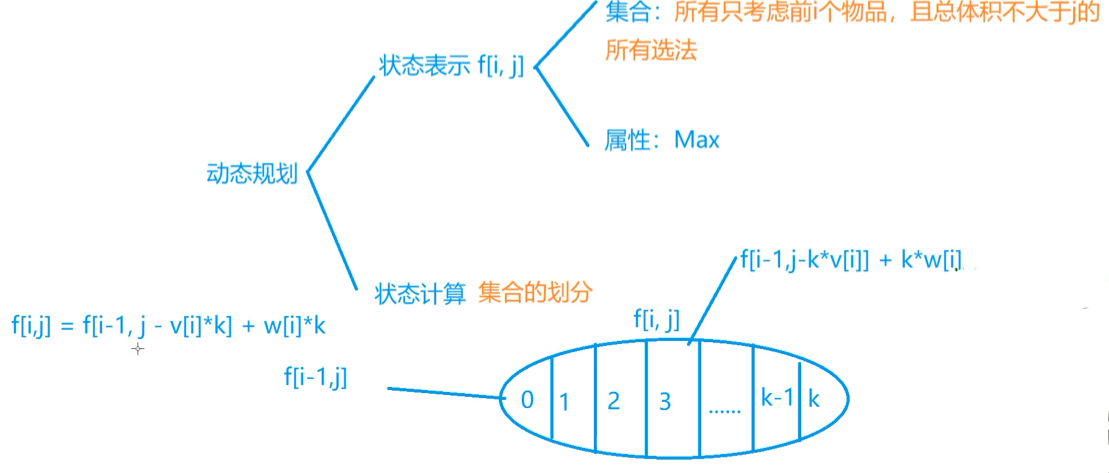 集合：所有只考虑前i个物品，且总体积不大于j的
所有选法
状态表示 f[i, j]
属性：Max
动态规划
f[i-1,j-k*v[i]] + k*w[i]
状态计算 集合的划分
f[i,j] = f[i-1, j - v[i]*k] + w[i]*k
f[i, j]
f[i-1,j]
0 1 2 3 ...... k-1 k